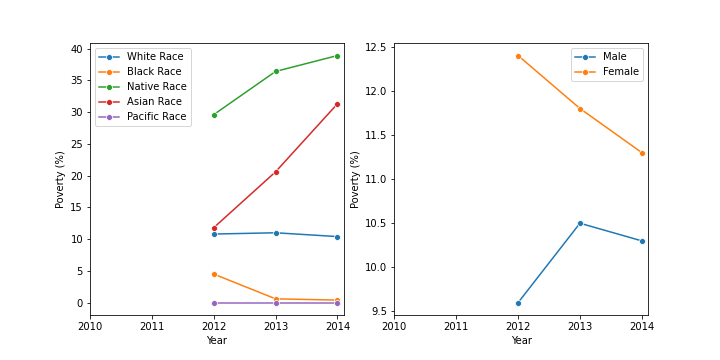 40
35
30
25
20
15
10
5
0
Poverty (%)
White Race
Black Race
Native Race
Asian Race
Pacific Race
2010 2011 2012 2013 2014
Year
12.5
12.0
11.5
11.0
10.5
10.0
9.5
Poverty (%)
Male
Female
2010 2011 2012 2013 2014
Year